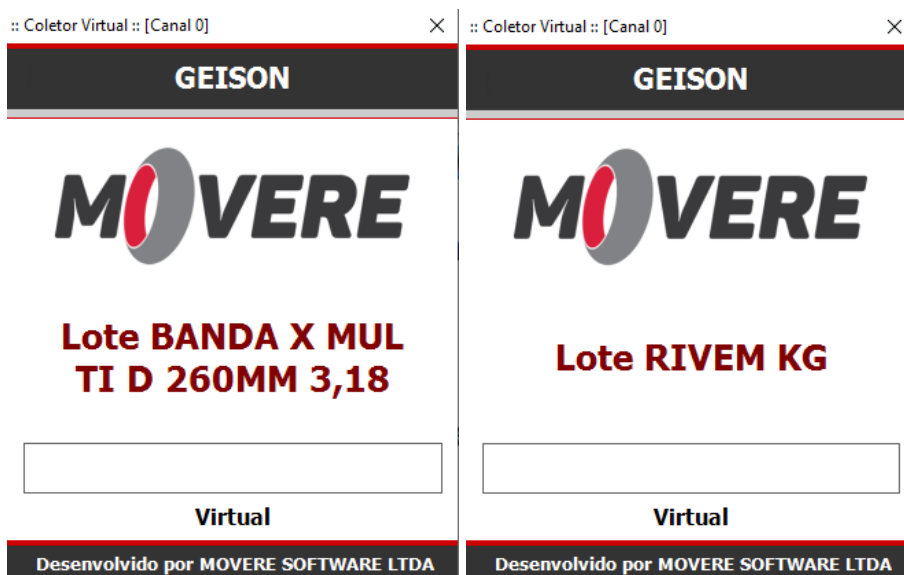 :: Coletor Virtual :: [Canal 0]
GEISON
MOVERE
Lote BANDA X MUL
TI D 260MM 3,18
Virtual
Desenvolvido por MOVERE SOFTWARE LTDA
:: Coletor Virtual :: [Canal 0]
GEISON
MOVERE
Lote RIVEM KG
Virtual
Desenvolvido por MOVERE SOFTWARE LTDA